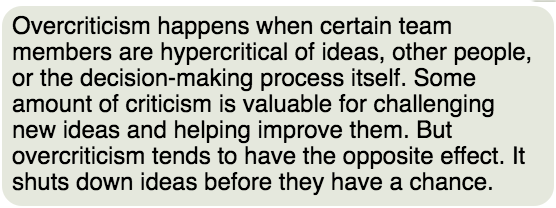 Overcriticism happens when certain team
members are hypercritical of ideas, other people,
or the decision-making process itself. Some
amount of criticism is valuable for challenging
new ideas and helping improve them. But
overcriticism tends to have the opposite effect. It
shuts down ideas before they have a chance.